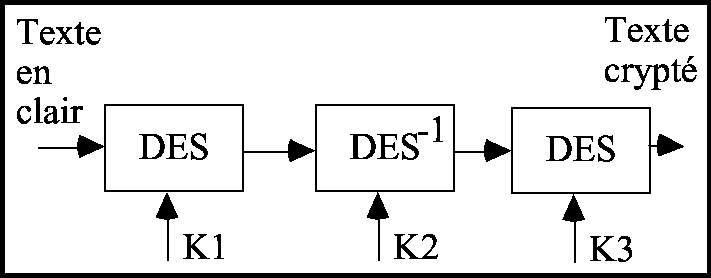 Texte
en
clair
Texte
crypté
DES
DES-1
DES
K1
K2
K3